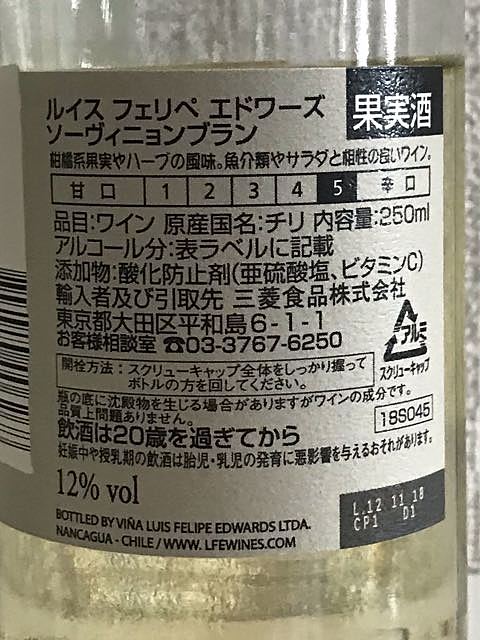 ルイス フェリペ エドワーズ
果実酒
ソーヴィニョンブラン
柑橘系果実やハーブの風味。魚介類やサラダと相性の良いワイン。
甘口 1 2 3 4 5 辛口
品目:ワイン 原産国名:チリ 内容量:250ml
アルコール分:表ラベルに記載
添加物:酸化防止剤(亜硫酸塩、ビタミンC)
輸入者及び引取先 三菱食品株式会社
東京都大田区平和島6-1-1
お客様相談室 ☎03-3767-6250
アルミ
スクリューキャップ
開栓方法:スクリューキャップ全体をしっかり握って
ボトルの方を回してください。
瓶の底に沈殿物を生じる場合がありますがワインの成分です。
品質上問題ありません。
18S045
飲酒は20歳を過ぎてから
妊娠中や授乳期の飲酒は胎児・乳児の発育に悪影響を与えるおそれがあります。
12% vol
BOTTLED BY VIÑA LUIS FELIPE EDWARDS LTDA.
NANCAGUA - CHILE / WWW. LFEWINES.COM
L.12 11 18
CP1 D1